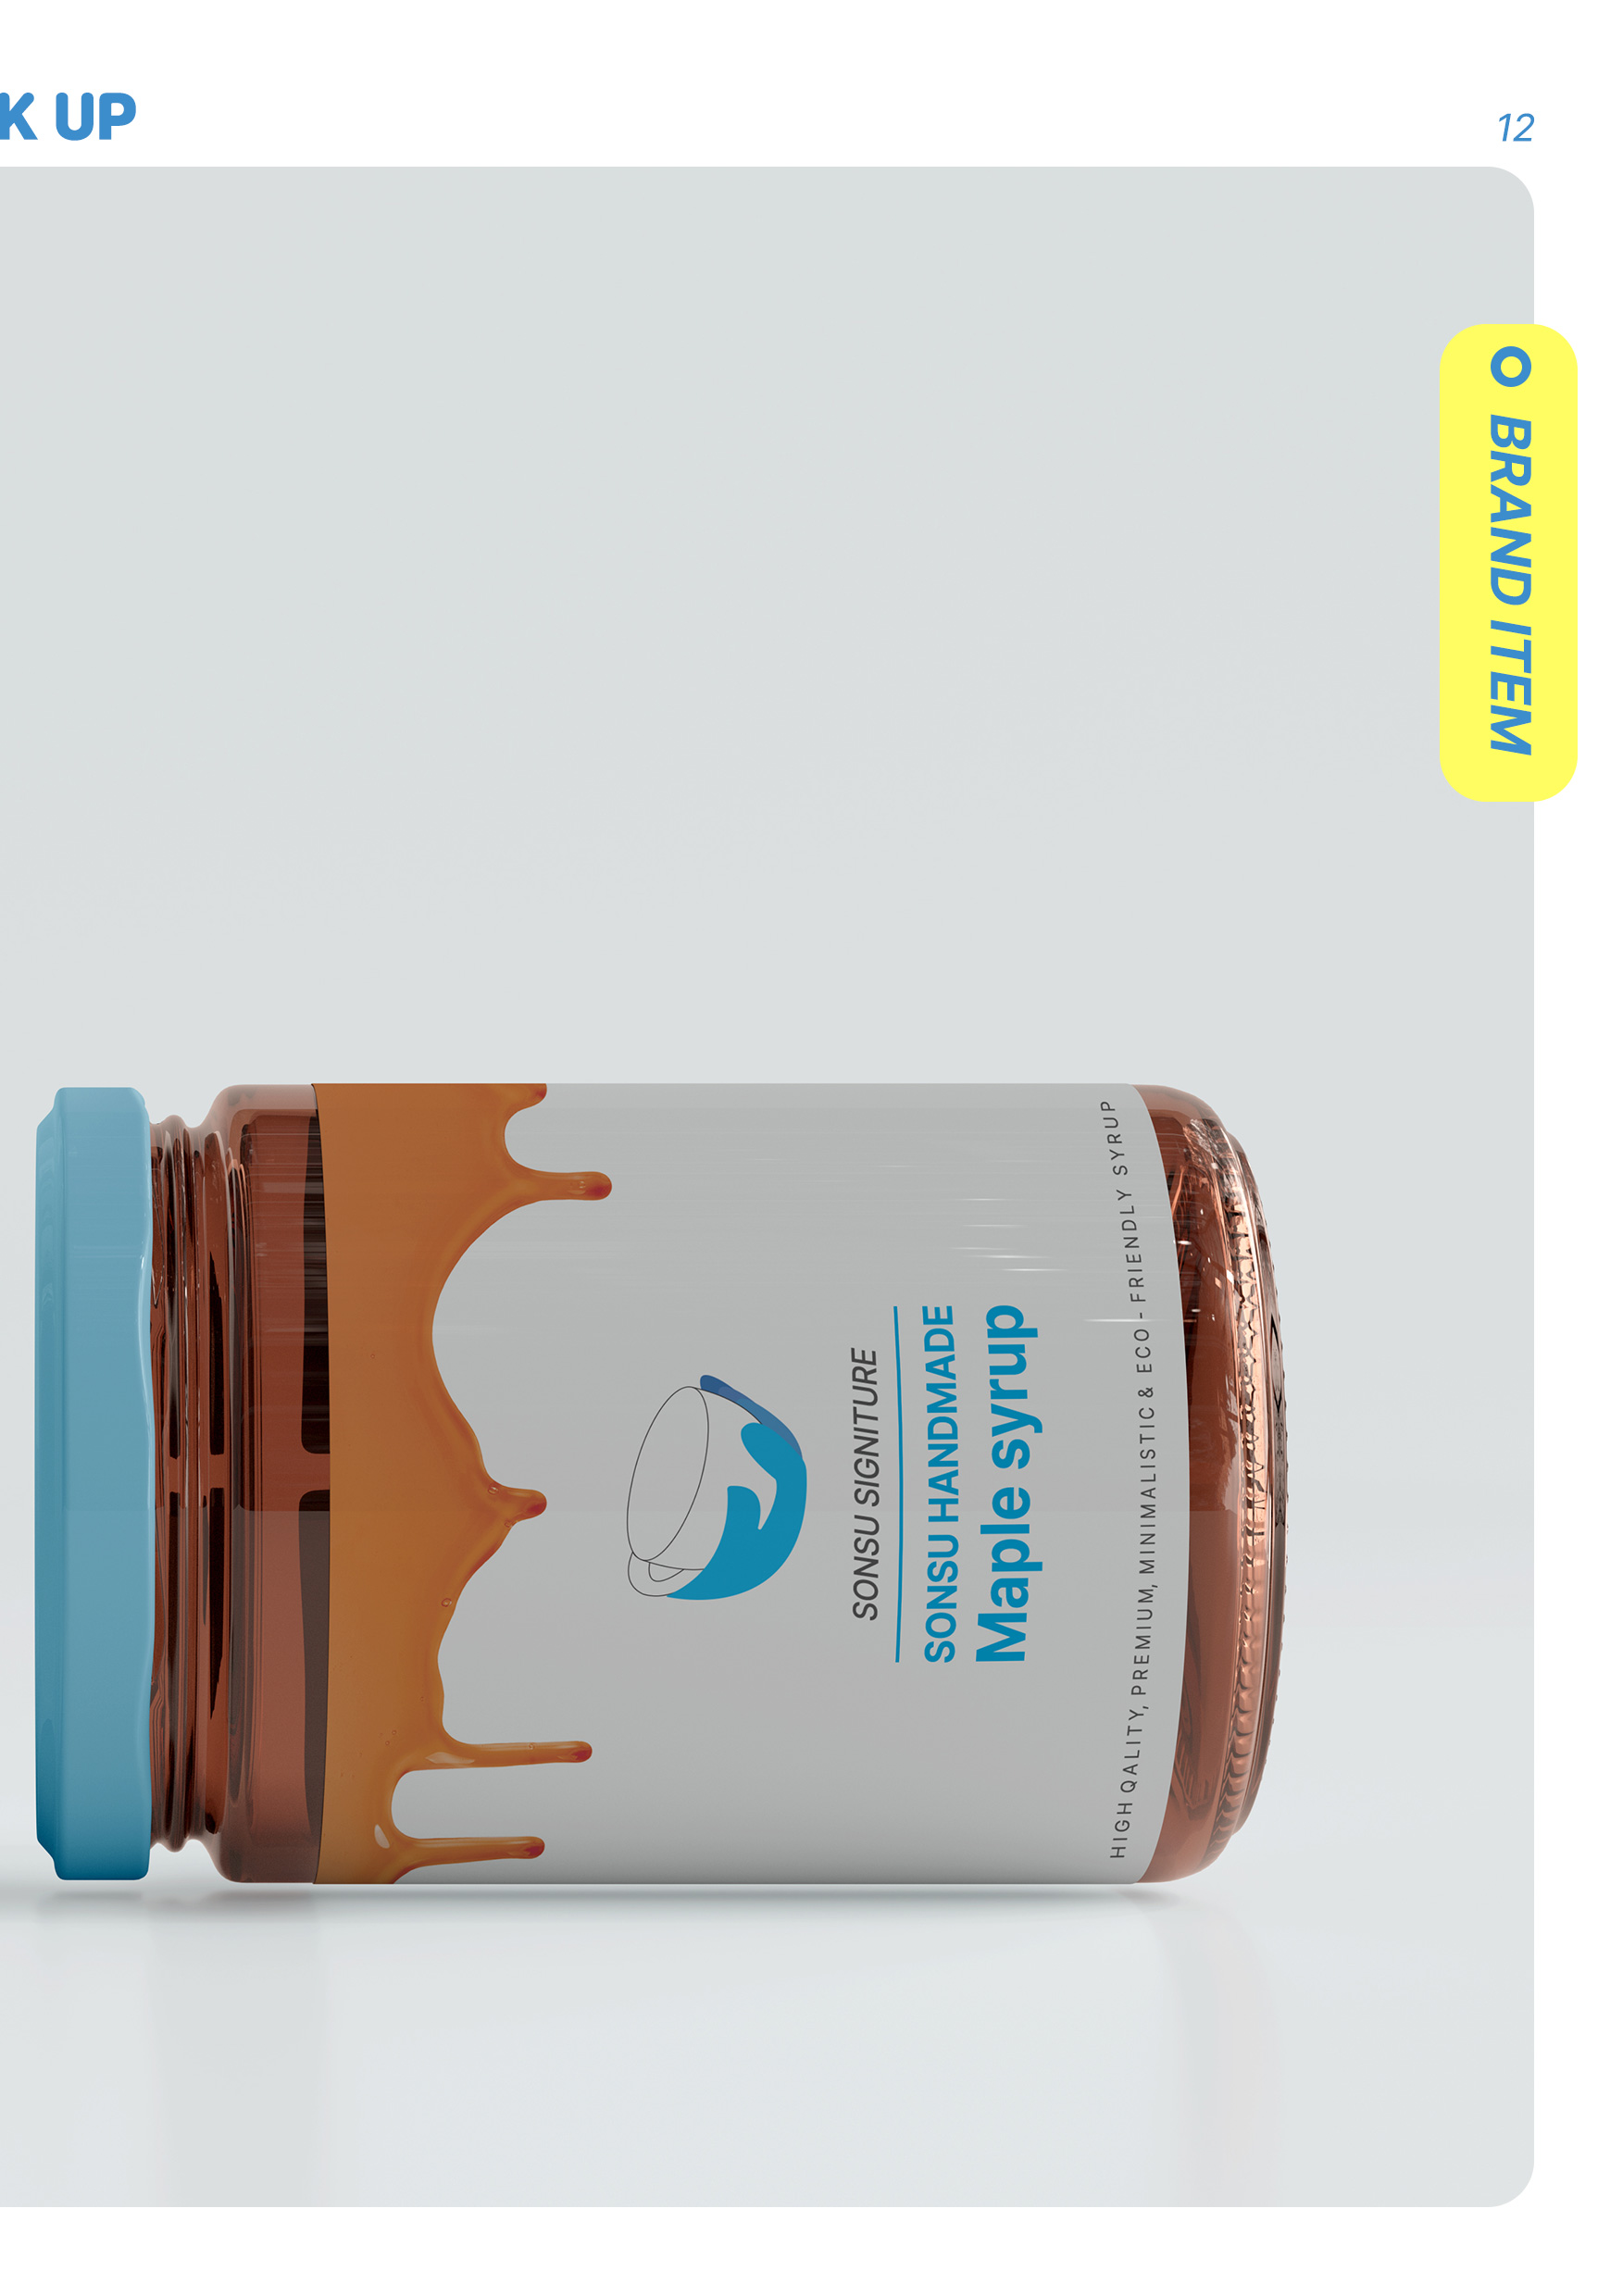 K UP
12
BRAND ITEM
SONSU SIGNITURE
SONSU HANDMADE
Maple syrup
HIGH QALITY, PREMIUM, MINIMALISTIC & ECO - FRIENDLY SYRUP